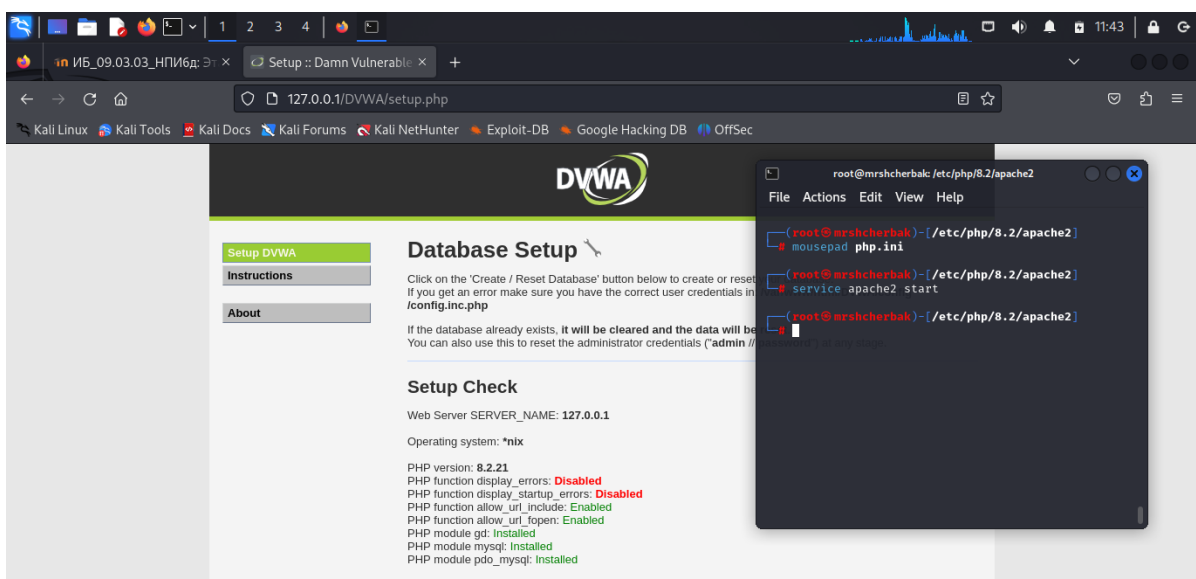 1 2 3 4
11:43
ИБ_09.03.03_НПИбд: Эт
Setup :: Damn Vulnerable
127.0.0.1/DVWA/setup.php
Kali Linux Kali Tools Kali Docs Kali Forums Kali NetHunter Exploit-DB Google Hacking DB OffSec
DVWA
Setup DVWA
Instructions
About
Database Setup
Click on the 'Create / Reset Database' button below to create or reset
If you get an error make sure you have the correct user credentials in
/config.inc.php
If the database already exists, it will be cleared and the data will be
You can also use this to reset the administrator credentials ("admin // password") at any stage.
Setup Check
Web Server SERVER_NAME: 127.0.0.1
Operating system: *nix
PHP version: 8.2.21
PHP function display_errors: Disabled
PHP function display_startup_errors: Disabled
PHP function allow_url_include: Enabled
PHP function allow_url_fopen: Enabled
PHP module gd: Installed
PHP module mysql: Installed
PHP module pdo_mysql: Installed
root@mrshcherbak: /etc/php/8.2/apache2
File Actions Edit View Help
(root㉿mrshcherbak)-[/etc/php/8.2/apache2]
# mousepad php.ini
(root㉿mrshcherbak)-[/etc/php/8.2/apache2]
# service apache2 start
(root㉿mrshcherbak)-[/etc/php/8.2/apache2]
#